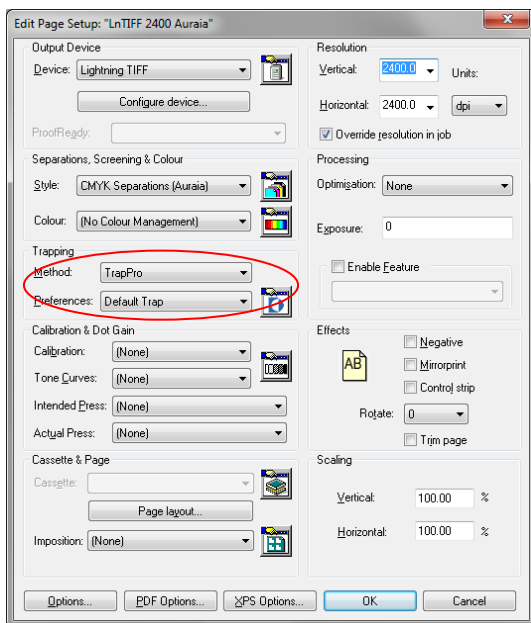 Edit Page Setup: "LnTIFF 2400 Auraia"
Output Device
Device: Lightning TIFF
Configure device...
ProofReady:
Separations, Screening & Colour
Style: CMYK Separations (Auraia)
Colour: (No Colour Management)
Trapping
Method: TrapPro
Preferences: Default Trap
Calibration & Dot Gain
Calibration: (None)
Tone Curves: (None)
Intended Press: (None)
Actual Press: (None)
Cassette & Page
Cassette:
Page layout...
Imposition: (None)
Resolution
Vertical: 2400.0 Units:
Horizontal: 2400.0 dpi
Override resolution in job
Processing
Optimisation: None
Exposure: 0
Enable Feature
Effects
AB
Negative
Mirrorprint
Control strip
Rotate: 0
Trim page
Scaling
Vertical: 100.00 %
Horizontal: 100.00 %
Options... PDF Options... XPS Options... OK Cancel